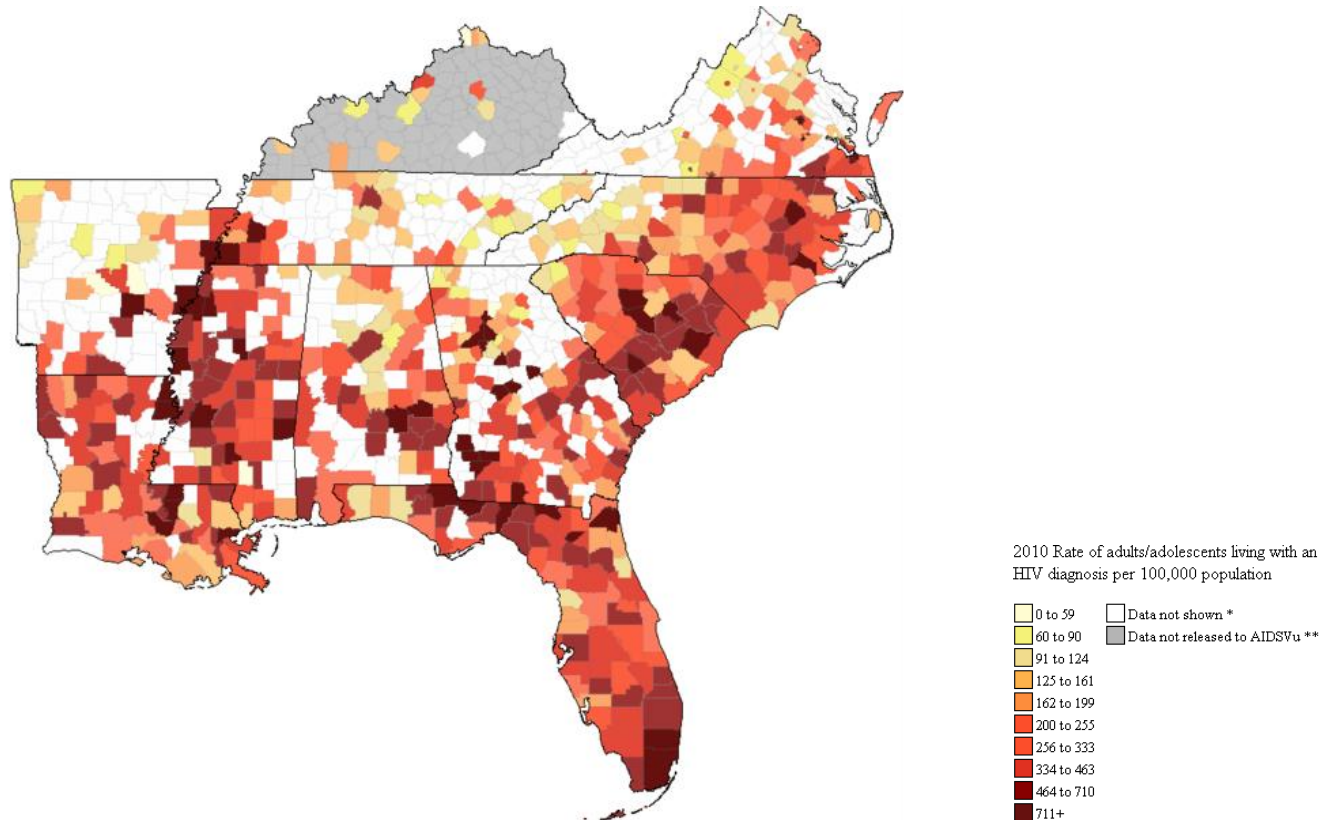 2010 Rate of adults/adolescents living with an
HIV diagnosis per 100,000 population
0 to 59
Data not shown *
60 to 90
Data not released to AIDSVu **
91 to 124
125 to 161
162 to 199
200 to 255
256 to 333
334 to 463
464 to 710
711+